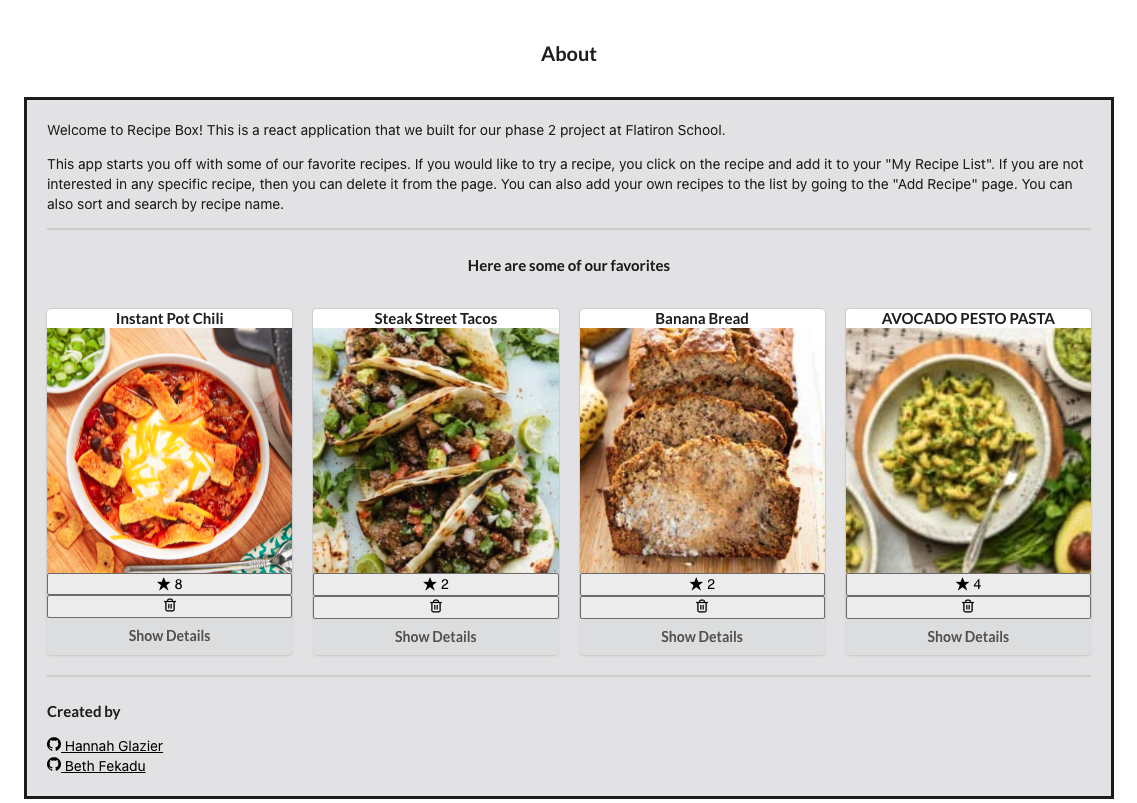 About
Welcome to Recipe Box! This is a react application that we built for our phase 2 project at Flatiron School.
This app starts you off with some of our favorite recipes. If you would like to try a recipe, you click on the recipe and add it to your "My Recipe List". If you are not
interested in any specific recipe, then you can delete it from the page. You can also add your own recipes to the list by going to the "Add Recipe" page. You can
also sort and search by recipe name.
Here are some of our favorites
Instant Pot Chili
Steak Street Tacos
Banana Bread
AVOCADO PESTO PASTA
★ 8
★ 2
★ 2
★ 4
Show Details
Show Details
Show Details
Show Details
Created by
Hannah Glazier
Beth Fekadu